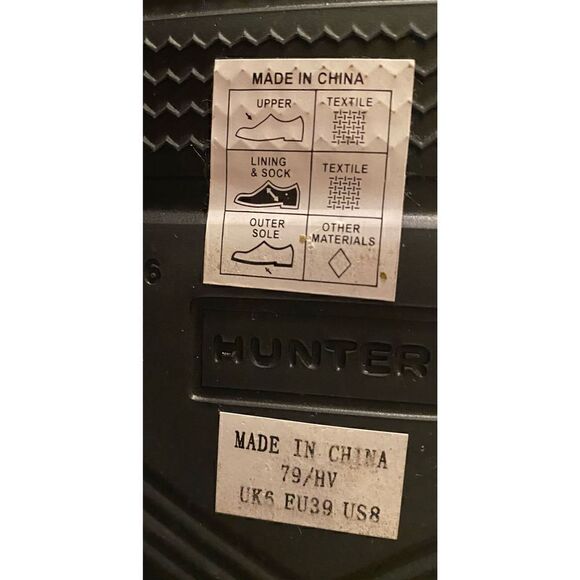 MADE IN CHINA
UPPER TEXTILE
LINING & SOCK TEXTILE
OUTER SOLE OTHER MATERIALS
6
HUNTER
MADE IN CHINA
79/HV
UK6 EU39 US8